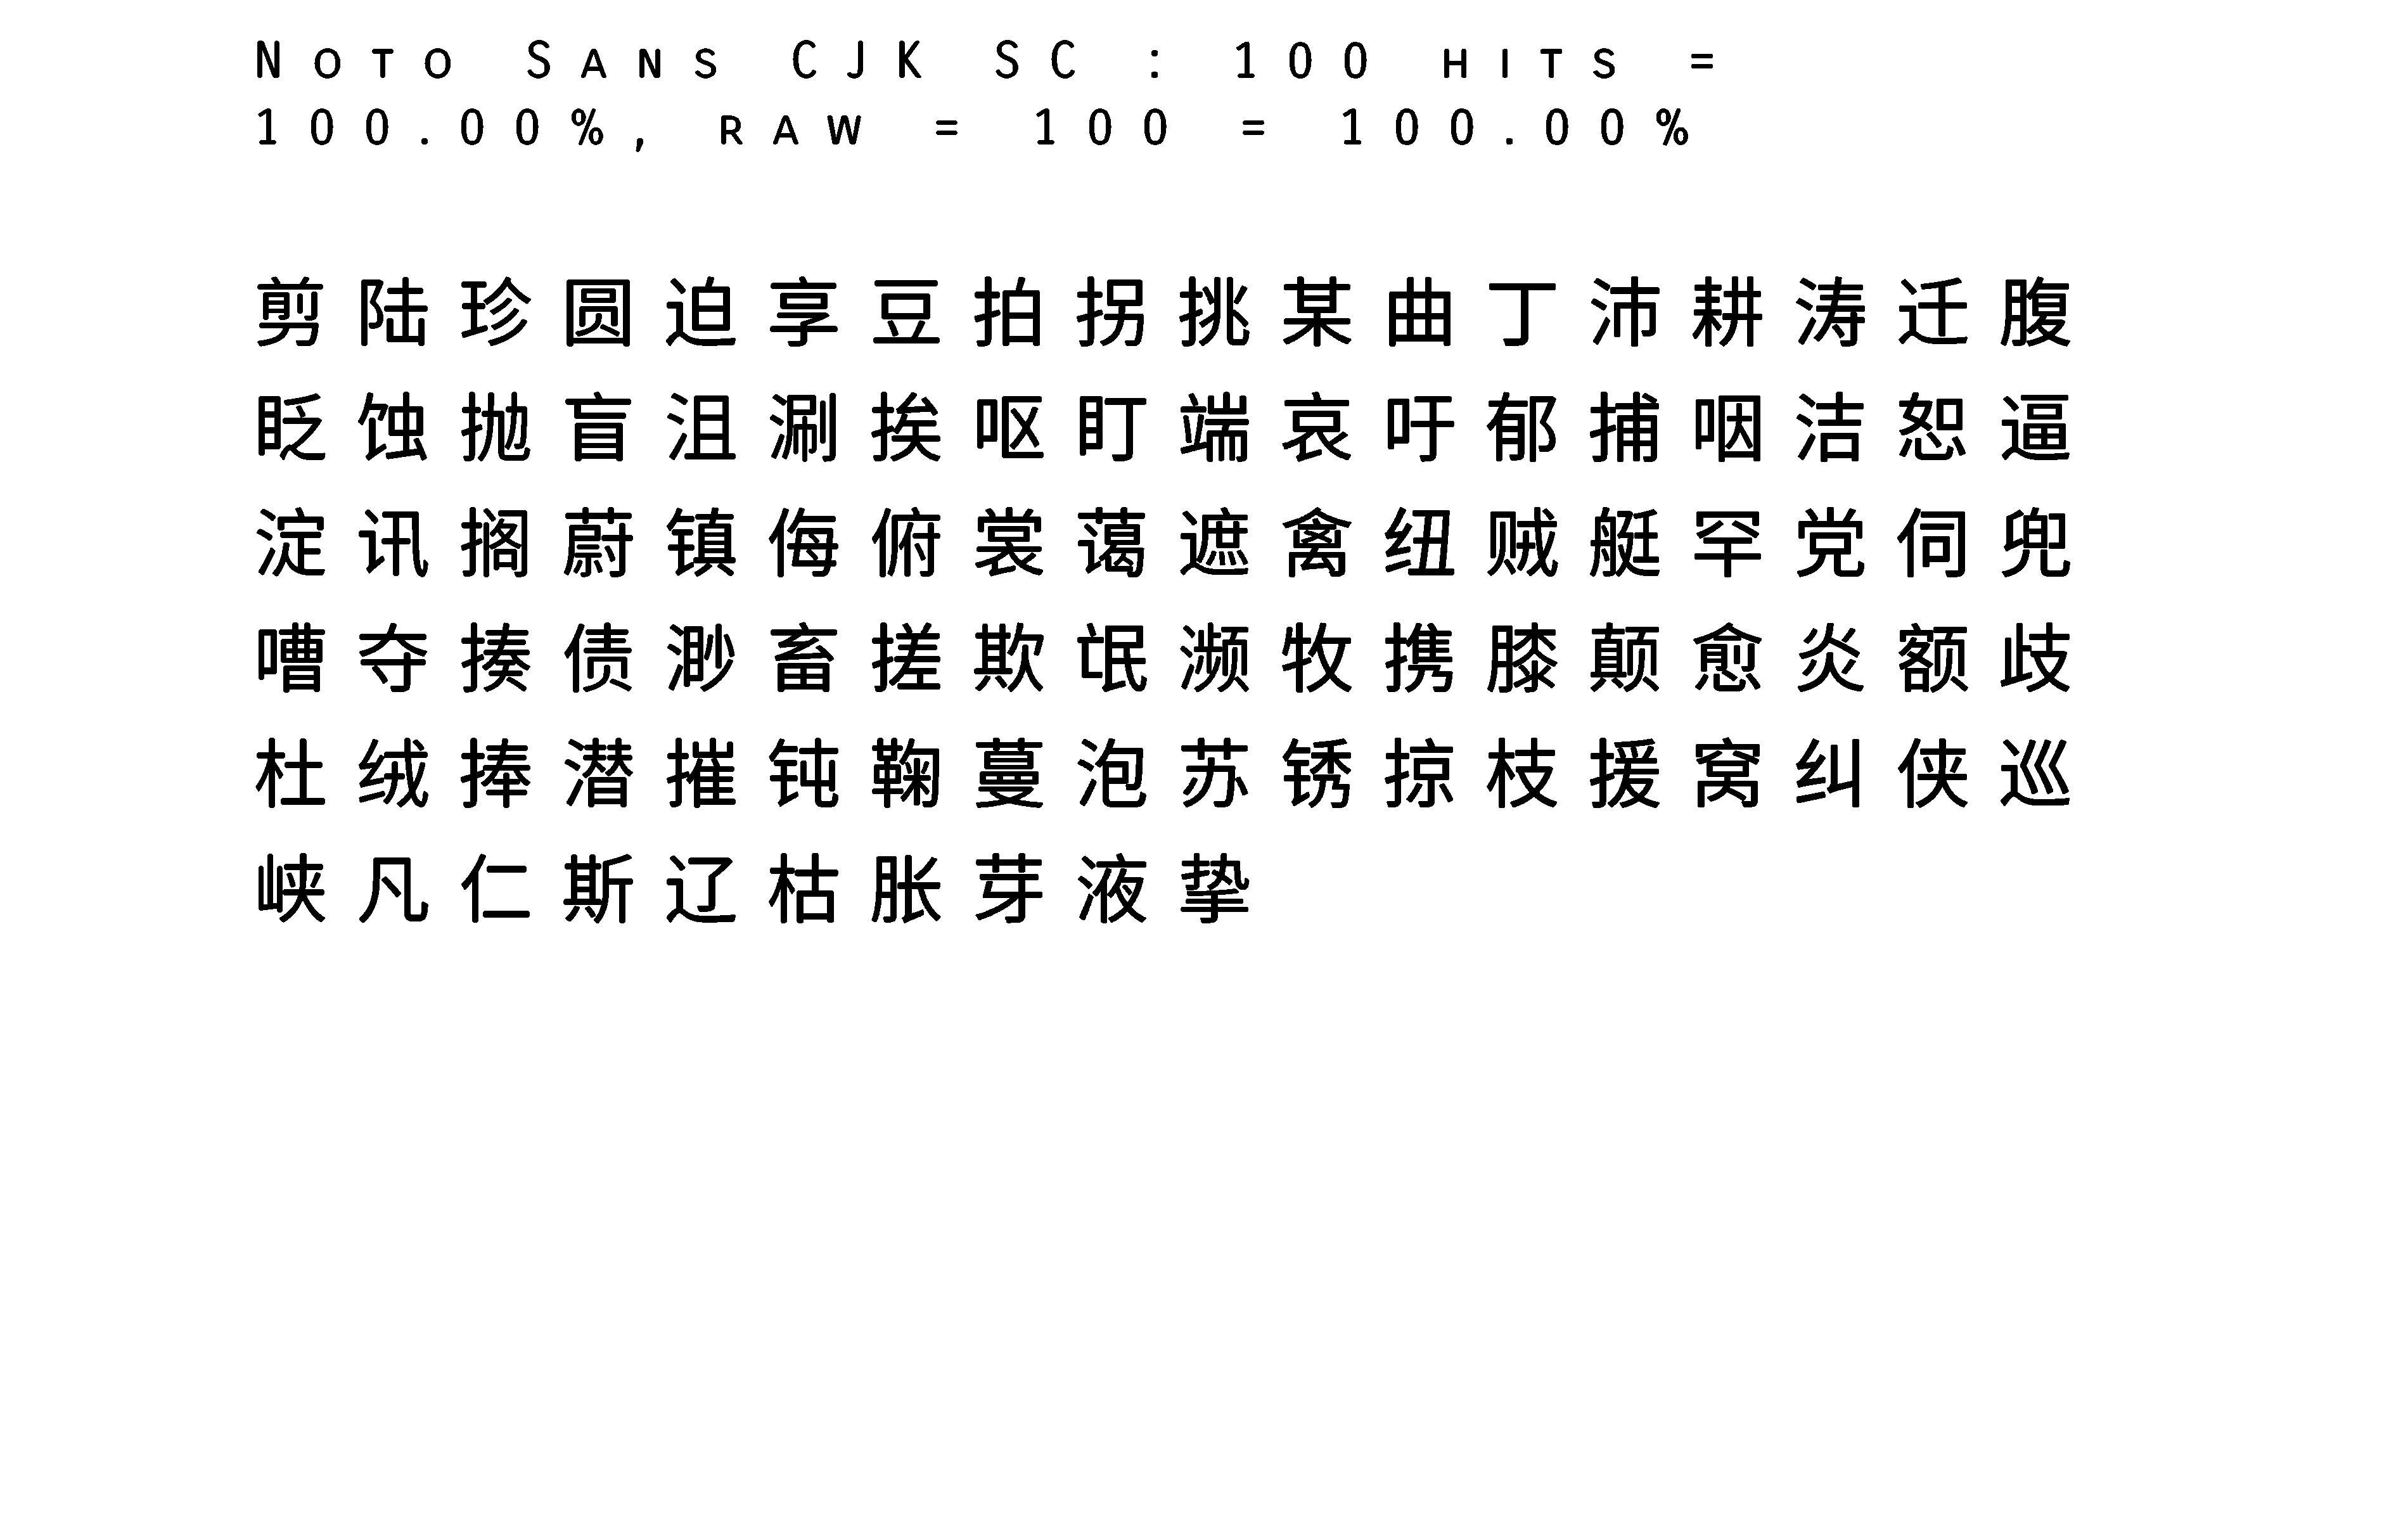 Noto Sans CJK SC : 100 hits =
100.00%, raw = 100 = 100.00%
剪陆珍圆迫享豆拍拐挑某曲丁沛耕涛迁腹
眨蚀抛盲沮涮挨呕盯端哀吁郁捕咽洁恕逼
淀讯搁蔚镇侮俯裳蔼遮禽纽贼艇罕党伺兜
嘈夺揍债渺畜搓欺氓濒牧携膝颠愈炎额歧
杜绒捧潜摧钝鞠蔓泡苏锈掠枝援窝纠侠巡
峡凡仁斯辽枯胀芽液挚